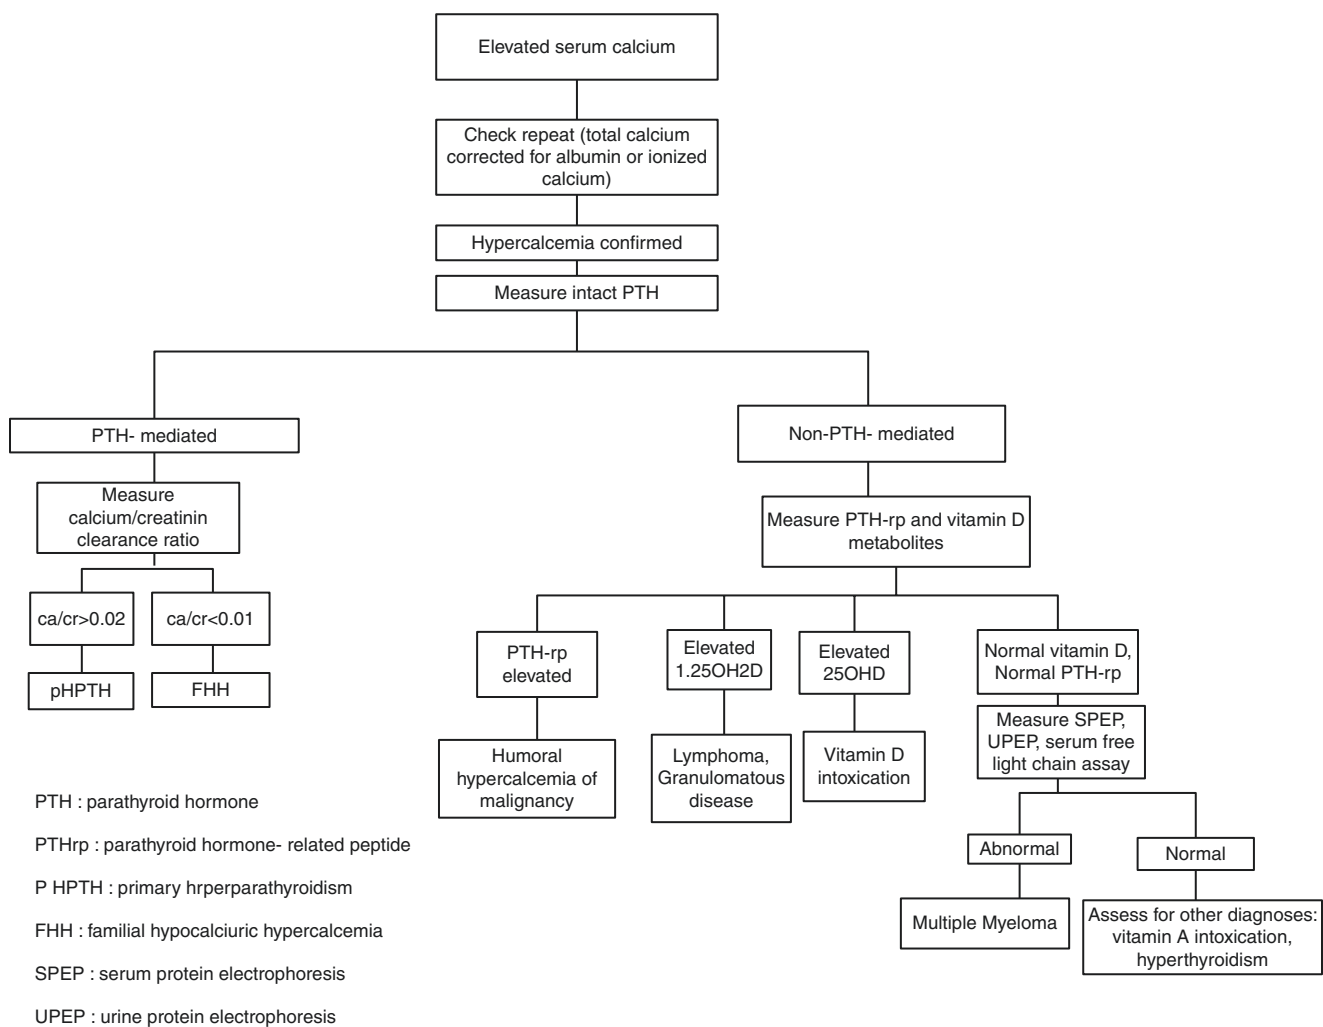 Elevated serum calcium
Check repeat (total calcium
corrected for albumin or ionized
calcium)
Hypercalcemia confirmed
Measure intact PTH
PTH- mediated
Non-PTH- mediated
Measure
calcium/creatinin
clearance ratio
Measure PTH-rp and vitamin D
metabolites
ca/cr>0.02
ca/cr<0.01
pHPTH
FHH
PTH-rp
elevated
Elevated
1.25OH2D
Elevated
25OHD
Normal vitamin D,
Normal PTH-rp
Humoral
hypercalcemia of
malignancy
Lymphoma,
Granulomatous
disease
Vitamin D
intoxication
Measure SPEP,
UPEP, serum free
light chain assay
Abnormal
Normal
Multiple Myeloma
Assess for other diagnoses:
vitamin A intoxication,
hyperthyroidism
PTH : parathyroid hormone
PTHrp : parathyroid hormone- related peptide
P HPTH : primary hrperparathyroidism
FHH : familial hypocalciuric hypercalcemia
SPEP : serum protein electrophoresis
UPEP : urine protein electrophoresis